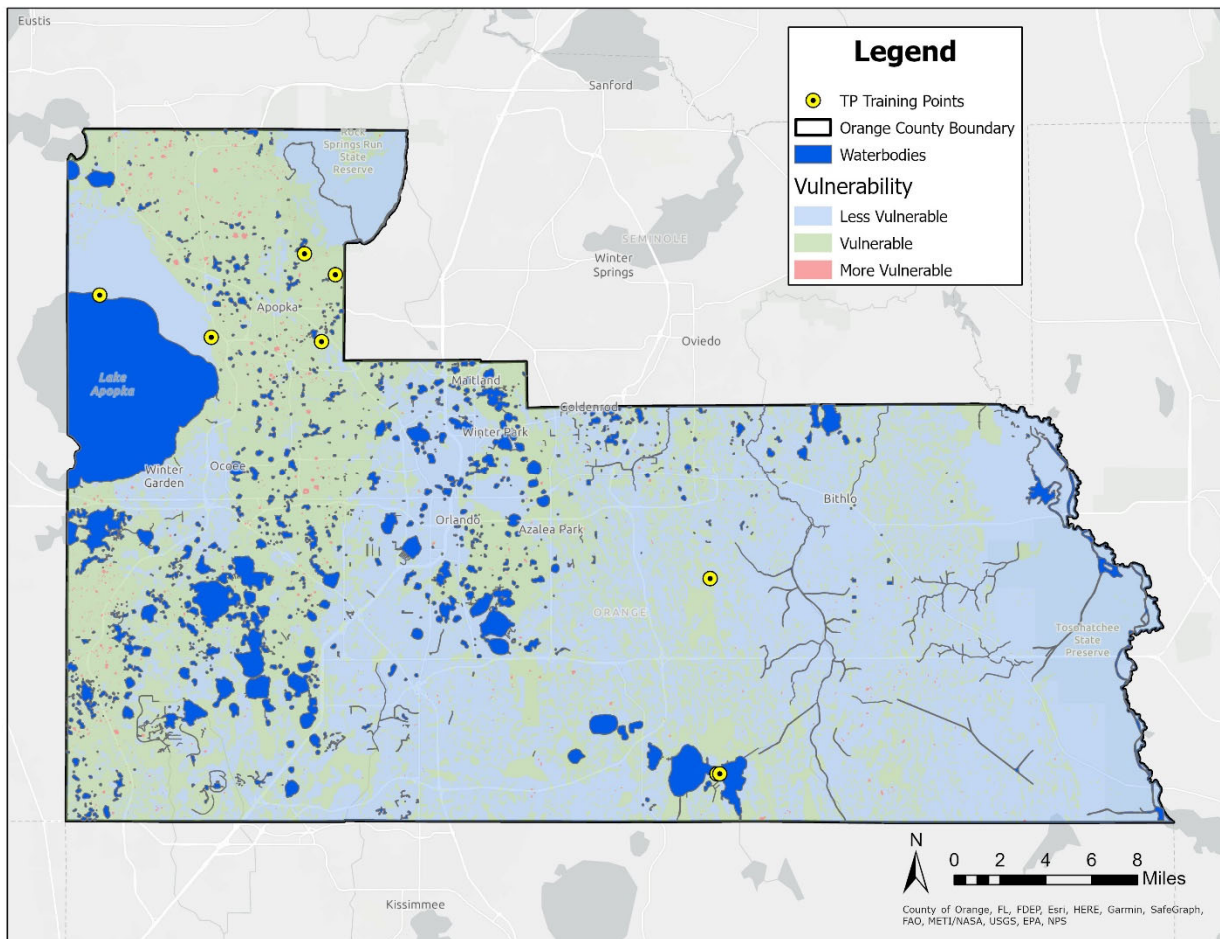 Eustis
Legend
TP Training Points
Orange County Boundary
Waterbodies
Vulnerability
Less Vulnerable
Vulnerable
More Vulnerable
Sanford
Rock
Springs Run
State
Reserve
SEMINOLE
Winter
Springs
Apopka
Oviedo
Lake
Apopka
Maitland
Goldenrod
Winter Park
Winter
Garden
Ocoee
Bithlo
Orlando
Azalea Park
ORANGE
Tosohatchee
State
Preserve
Kissimmee
N
0 2 4 6 8
Miles
County of Orange, FL, FDEP, Esri, HERE, Garmin, SafeGraph,
FAO, METI/NASA, USGS, EPA, NPS